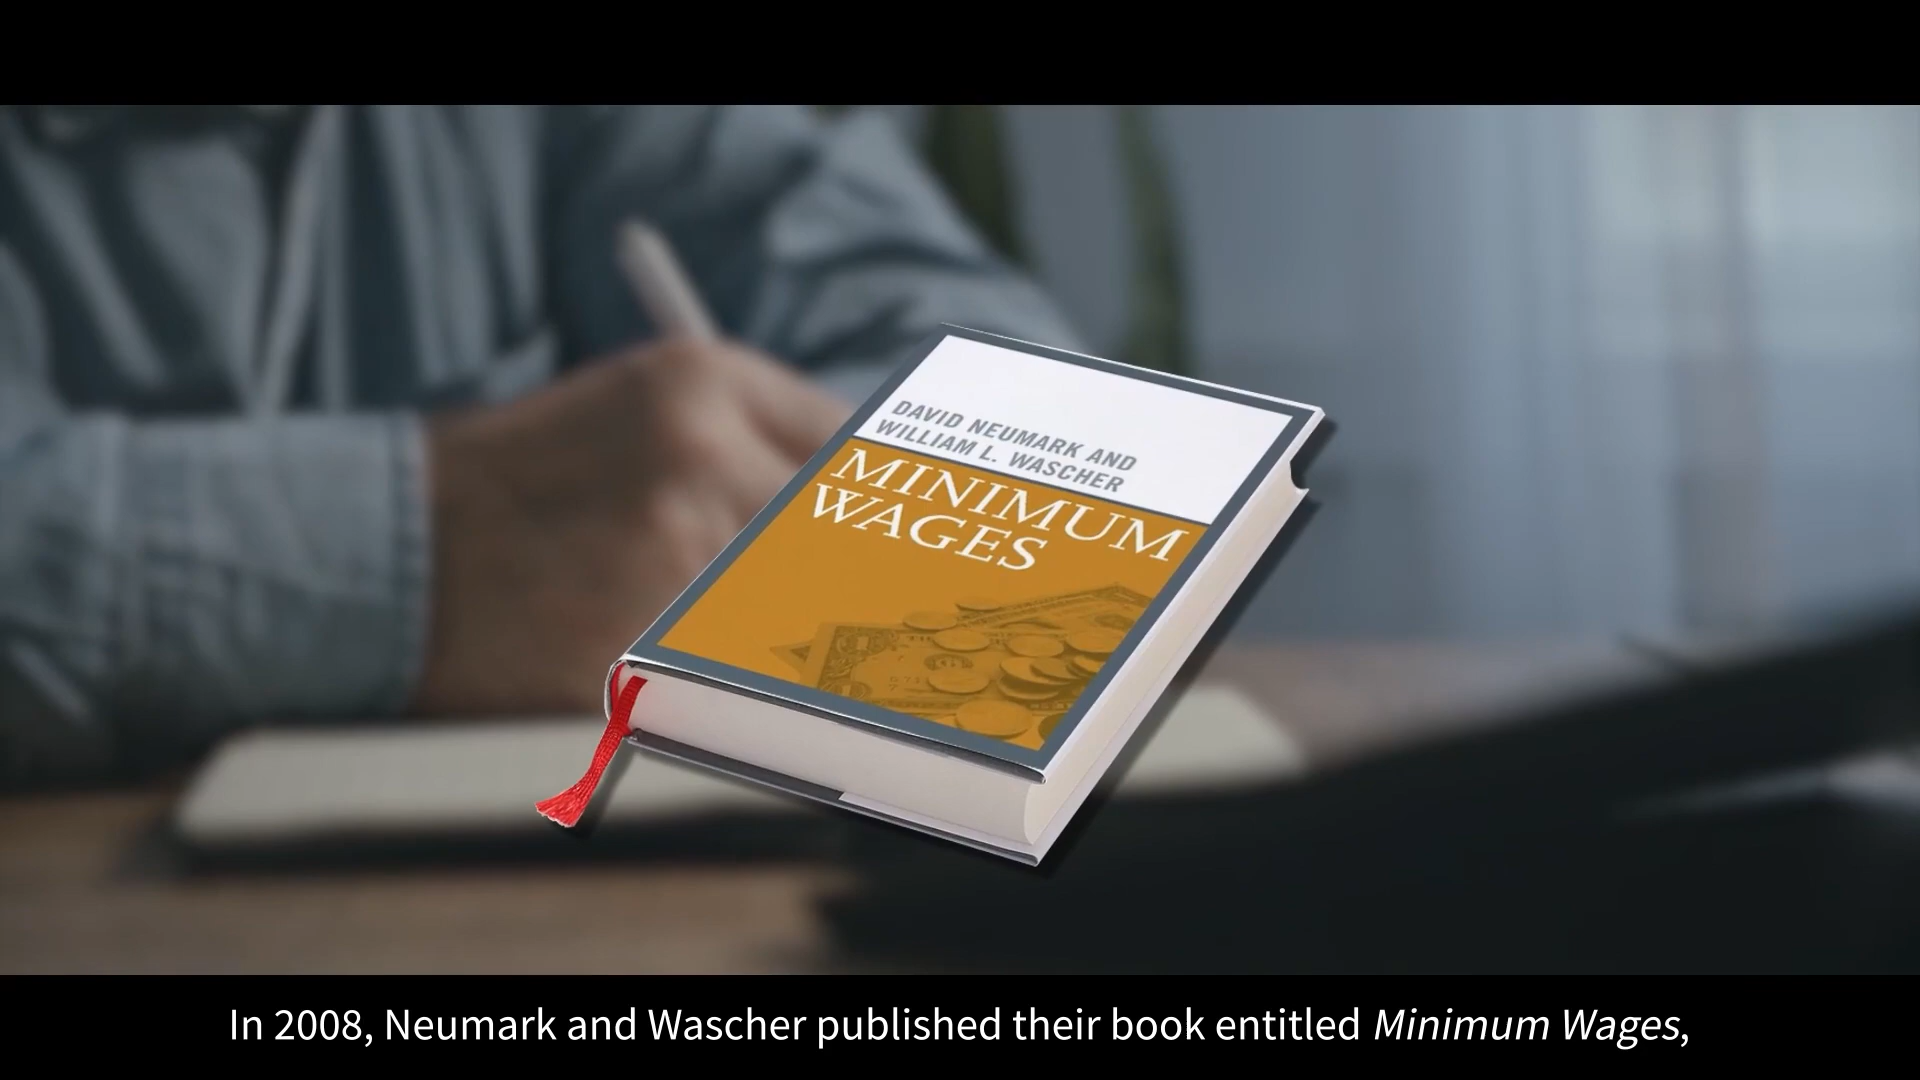 DAVID NEUMARK AND
WILLIAM L. WASCHER
MINIMUM
WAGES
In 2008, Neumark and Wascher published their book entitled Minimum Wages,